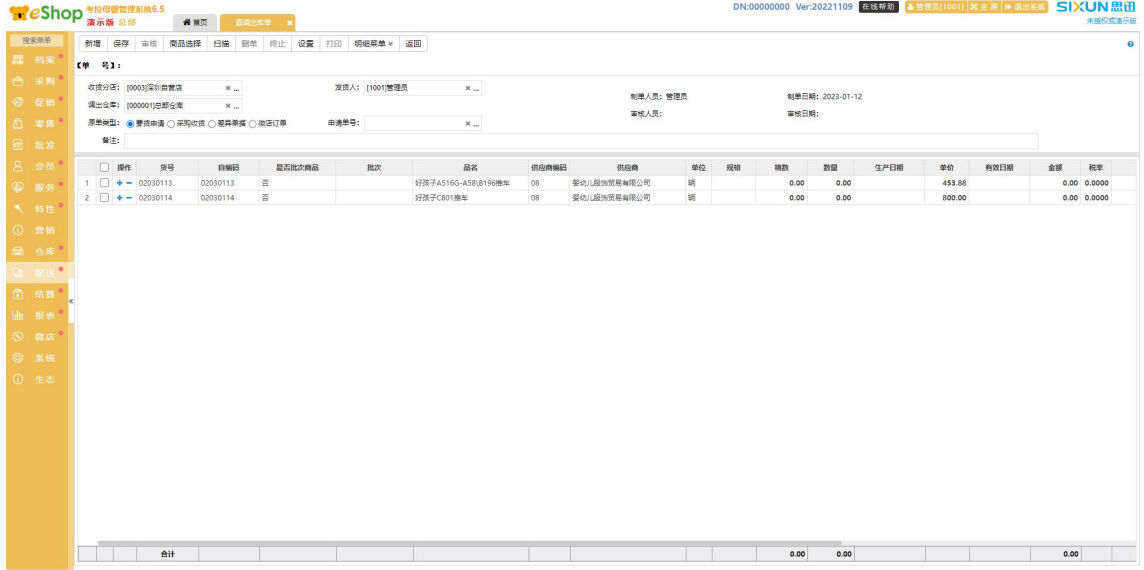 eShop 考拉母婴管理系统6.5
演示版 总部
首页 直调出库单 ×
DN:00000000 Ver:20221109 在线帮助 管理员[1001] 全屏 退出系统 SIXUN 思迅
未授权或演示版
搜索菜单
档案
采购
促销
零售
批发
会员
服务
特性
营销
仓库
配送
结算
报表
微店
系统
生态
新增 保存 审核 商品选择 扫描 删单 终止 设置 打印 明细菜单 返回
【单 号】:
收货分店: [0003]深圳自营店 × ... 发货人: [1001]管理员 × ... 制单人员: 管理员 制单日期: 2023-01-12
调出仓库: [000001]总部仓库 × ... 审核人员: 审核日期:
原单类型: 要货申请 采购收货 差异单据 微店订单 申请单号: × ...
备注:
操作 货号 自编码 是否批次商品 批次 品名 供应商编码 供应商 单位 规格 箱数 数量 生产日期 单价 有效日期 金额 税率
1 + − 02030113 02030113 否 好孩子A516G-A58\B196推车 08 婴幼儿服饰贸易有限公司 辆 0.00 0.00 453.88 0.00 0.0000
2 + − 02030114 02030114 否 好孩子C801推车 08 婴幼儿服饰贸易有限公司 辆 0.00 0.00 800.00 0.00 0.0000
合计 0.00 0.00 0.00